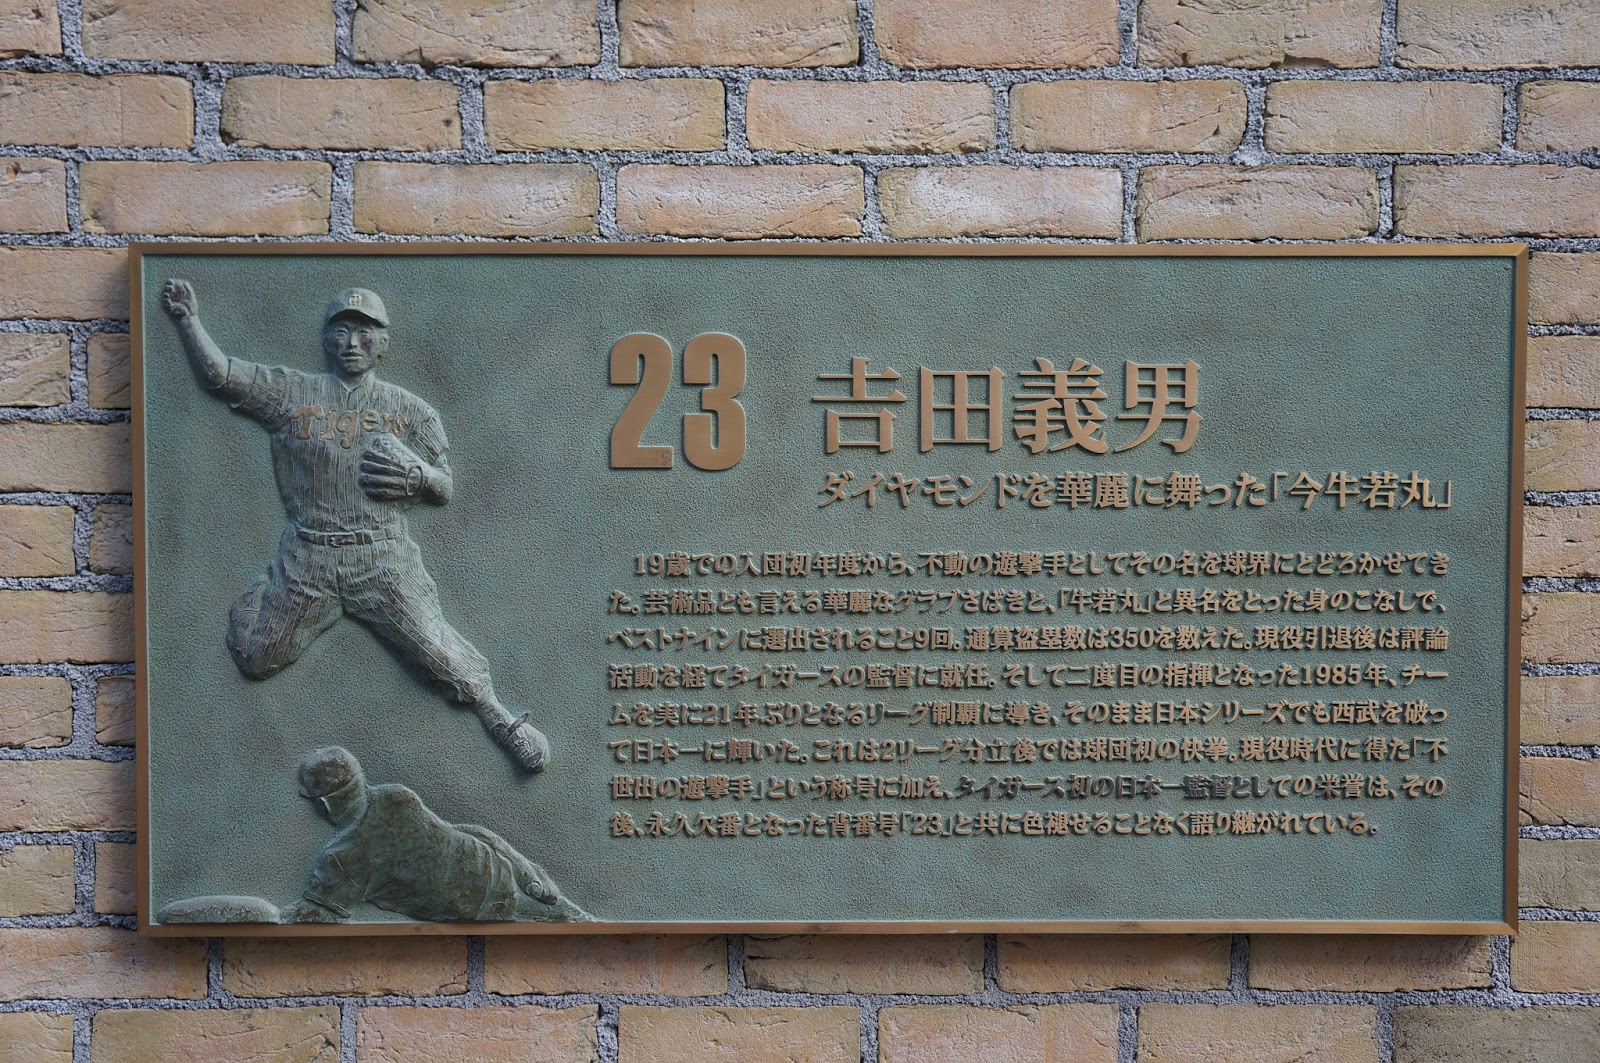 Tigers
23 吉田義男
ダイヤモンドを華麗に舞った「今牛若丸」
19歳での入団初年度から、不動の遊撃手としてその名を球界にとどろかせてき
た。芸術品とも言える華麗なグラブさばきと、「牛若丸」と異名をとった身のこなしで、
ベストナインに選出されること9回。通算盗塁数は350を数えた。現役引退後は評論
活動を経てタイガースの監督に就任。そして二度目の指揮となった1985年、チー
ムを実に21年ぶりとなるリーグ制覇に導き、そのまま日本シリーズでも西武を破っ
て日本一に輝いた。これは2リーグ分立後では球団初の快挙。現役時代に得た「不
世出の遊撃手」という称号に加え、タイガース初の日本一監督としての栄誉は、その
後、永久欠番となった背番号「23」と共に色褪せることなく語り継がれている。